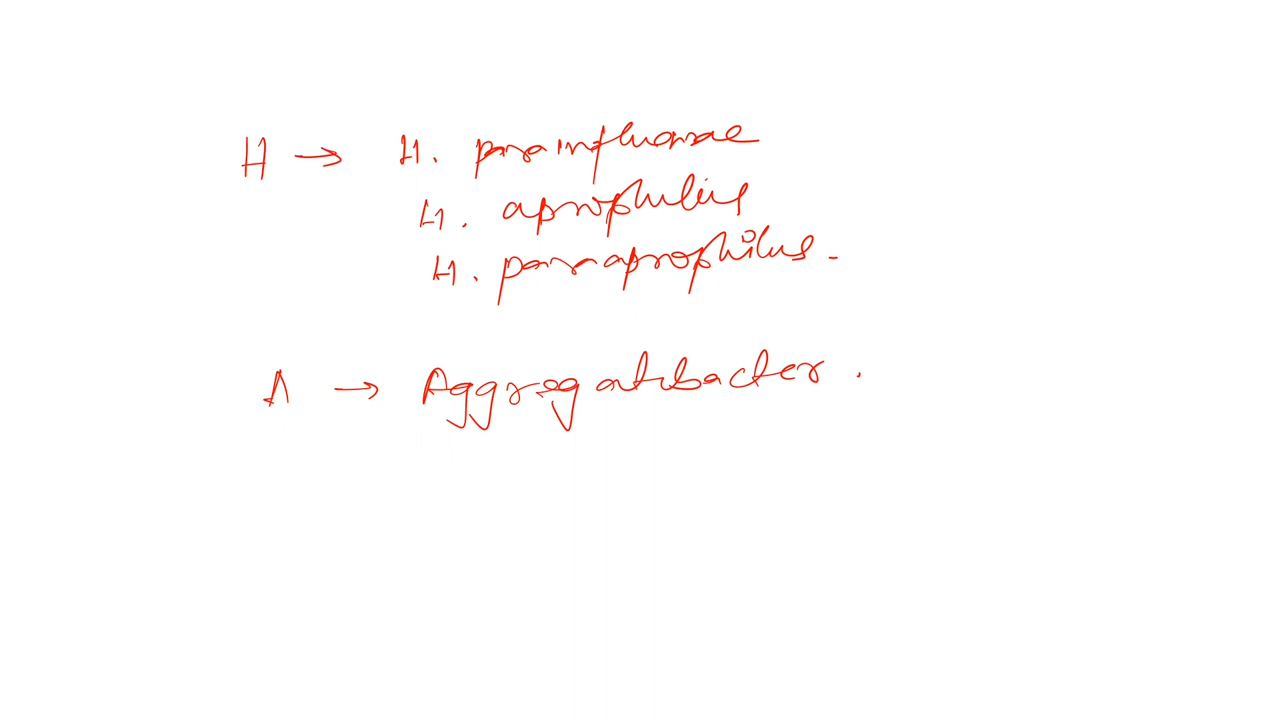 H → H. parainfluenzae
H. aprophilus
H. paraaprophilus.
A → Aggregatibacter.